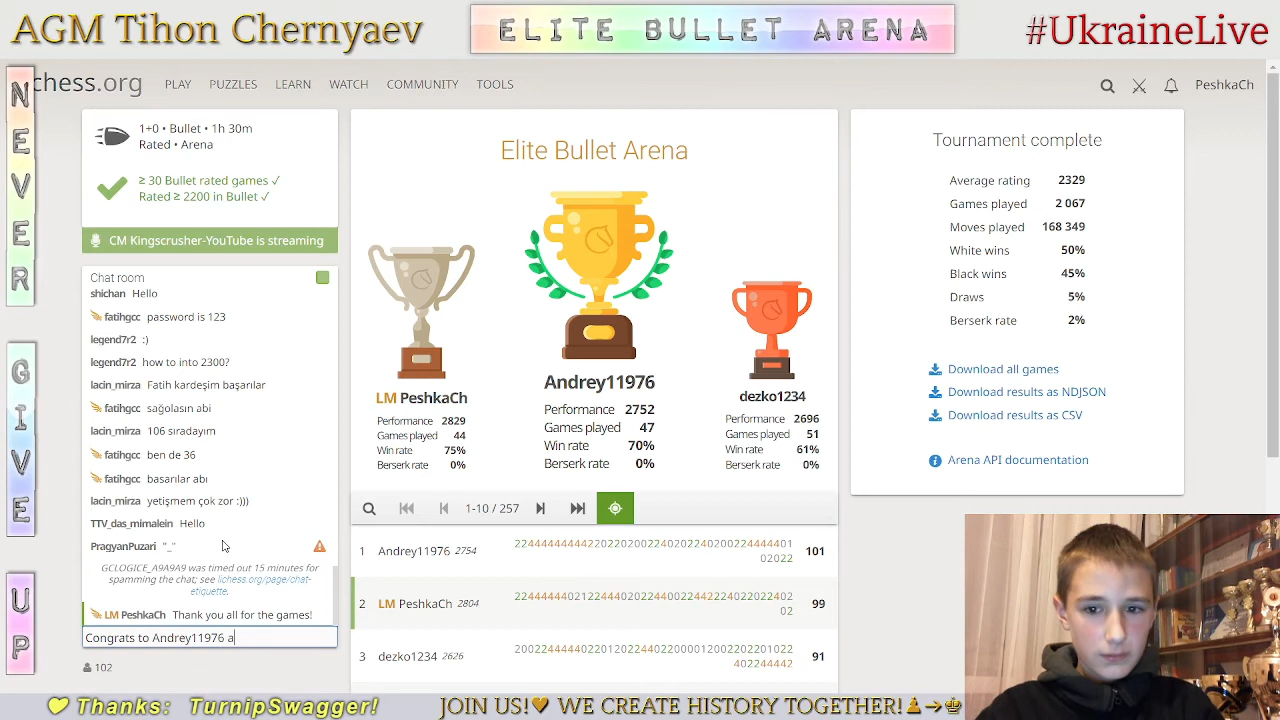 AGM Tihon Chernyaev
ELITE BULLET ARENA
#UkraineLive
NEVER
GIVE
UP
chess.org
PLAY PUZZLES LEARN WATCH COMMUNITY TOOLS
PeshkaCh
1+0 • Bullet • 1h 30m
Rated • Arena
≥ 30 Bullet rated games ✓
Rated ≥ 2200 in Bullet ✓
CM Kingscrusher-YouTube is streaming
Chat room
shichan Hello
fatihgcc password is 123
legend7r2 :)
legend7r2 how to into 2300?
lacin_mirza Fatih kardeşim başarılar
fatihgcc sağolasın abi
lacin_mirza 106 sıradayım
fatihgcc ben de 36
fatihgcc basarılar abı
lacin_mirza yetişmem çok zor :)))
TTV_das_mimalein Hello
PragyanPuzari "_"
GCLOGICE_A9A9A9 was timed out 15 minutes for
spamming the chat; see lichess.org/page/chat-
etiquette.
LM PeshkaCh Thank you all for the games!
Congrats to Andrey11976 a
102
Elite Bullet Arena
LM PeshkaCh
Performance 2829
Games played 44
Win rate 75%
Berserk rate 0%
Andrey11976
Performance 2752
Games played 47
Win rate 70%
Berserk rate 0%
dezko1234
Performance 2696
Games played 51
Win rate 61%
Berserk rate 0%
1-10 / 257
1 Andrey11976 2754 101
2 LM PeshkaCh 2804 99
3 dezko1234 2626 91
Tournament complete
Average rating 2329
Games played 2 067
Moves played 168 349
White wins 50%
Black wins 45%
Draws 5%
Berserk rate 2%
Download all games
Download results as NDJSON
Download results as CSV
Arena API documentation
Thanks: TurnipSwagger!
JOIN US! WE CREATE HISTORY TOGETHER!